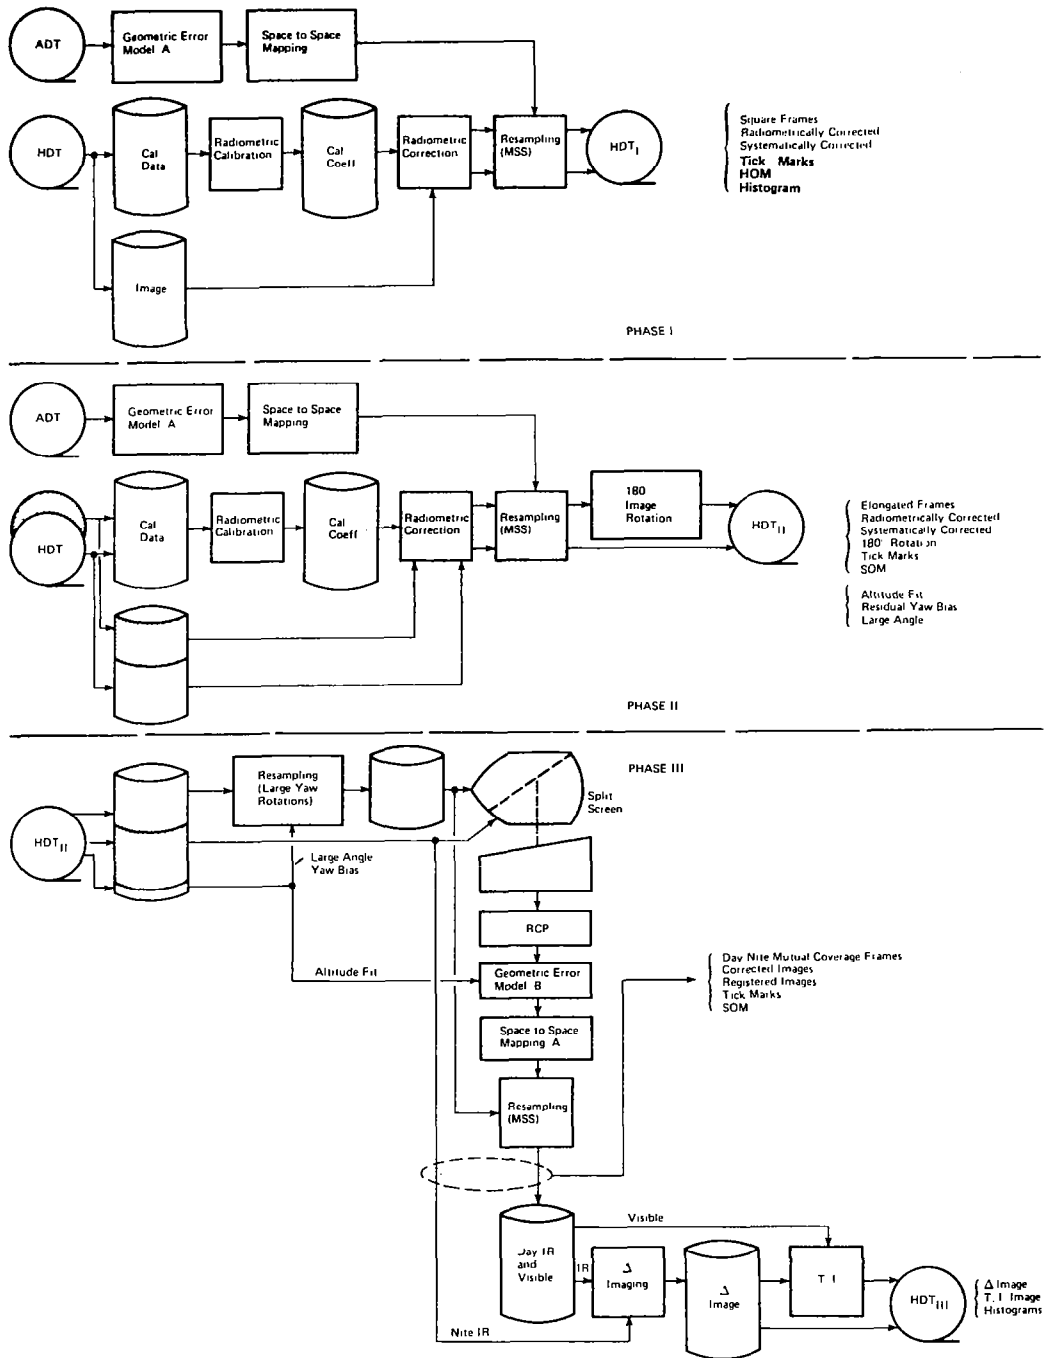 ADT
Geometric Error
Model A
Space to Space
Mapping
HDT
Cal
Data
Radiometric
Calibration
Cal
Coeff
Radiometric
Correction
Resampling
(MSS)
HDT I
Square Frames
Radiometrically Corrected
Systematically Corrected
Tick Marks
HOM
Histogram
Image
PHASE I
ADT
Geometric Error
Model A
Space to Space
Mapping
HDT
Cal
Data
Radiometric
Calibration
Cal
Coeff
Radiometric
Correction
Resampling
(MSS)
180
Image
Rotation
HDT II
Elongated Frames
Radiometrically Corrected
Systematically Corrected
180° Rotation
Tick Marks
SOM
Altitude Fit
Residual Yaw Bias
Large Angle
PHASE II
PHASE III
HDT II
Resampling
(Large Yaw
Rotations)
Split
Screen
Large Angle
Yaw Bias
RCP
Altitude Fit
Geometric Error
Model B
Day Nite Mutual Coverage Frames
Corrected Images
Registered Images
Tick Marks
SOM
Space to Space
Mapping A
Resampling
(MSS)
Visible
Day IR
and
Visible
IR
Δ
Imaging
Δ
Image
T.I
HDT III
Δ Image
T.I Image
Histograms
Nite IR